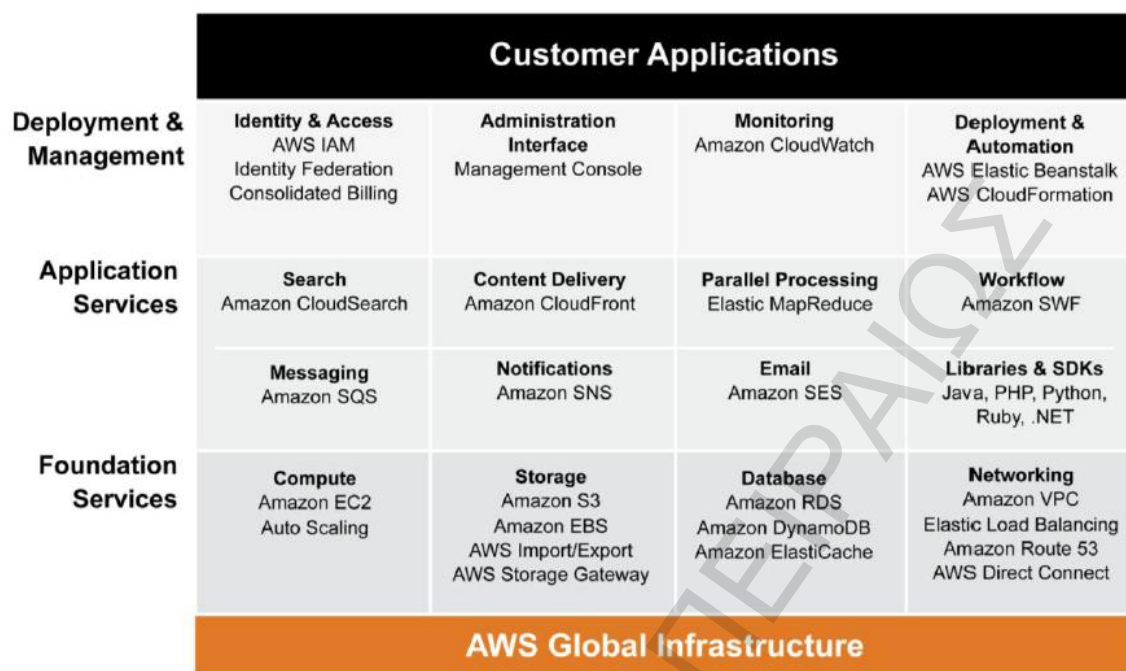 Customer Applications
Deployment &
Management
Identity & Access
AWS IAM
Identity Federation
Consolidated Billing
Administration
Interface
Management Console
Monitoring
Amazon CloudWatch
Deployment &
Automation
AWS Elastic Beanstalk
AWS CloudFormation
Application
Services
Search
Amazon CloudSearch
Content Delivery
Amazon CloudFront
Parallel Processing
Elastic MapReduce
Workflow
Amazon SWF
Messaging
Amazon SQS
Notifications
Amazon SNS
Email
Amazon SES
Libraries & SDKs
Java, PHP, Python,
Ruby, .NET
Foundation
Services
Compute
Amazon EC2
Auto Scaling
Storage
Amazon S3
Amazon EBS
AWS Import/Export
AWS Storage Gateway
Database
Amazon RDS
Amazon DynamoDB
Amazon ElastiCache
Networking
Amazon VPC
Elastic Load Balancing
Amazon Route 53
AWS Direct Connect
AWS Global Infrastructure
ΠΕΙΡΑΙΩΣ